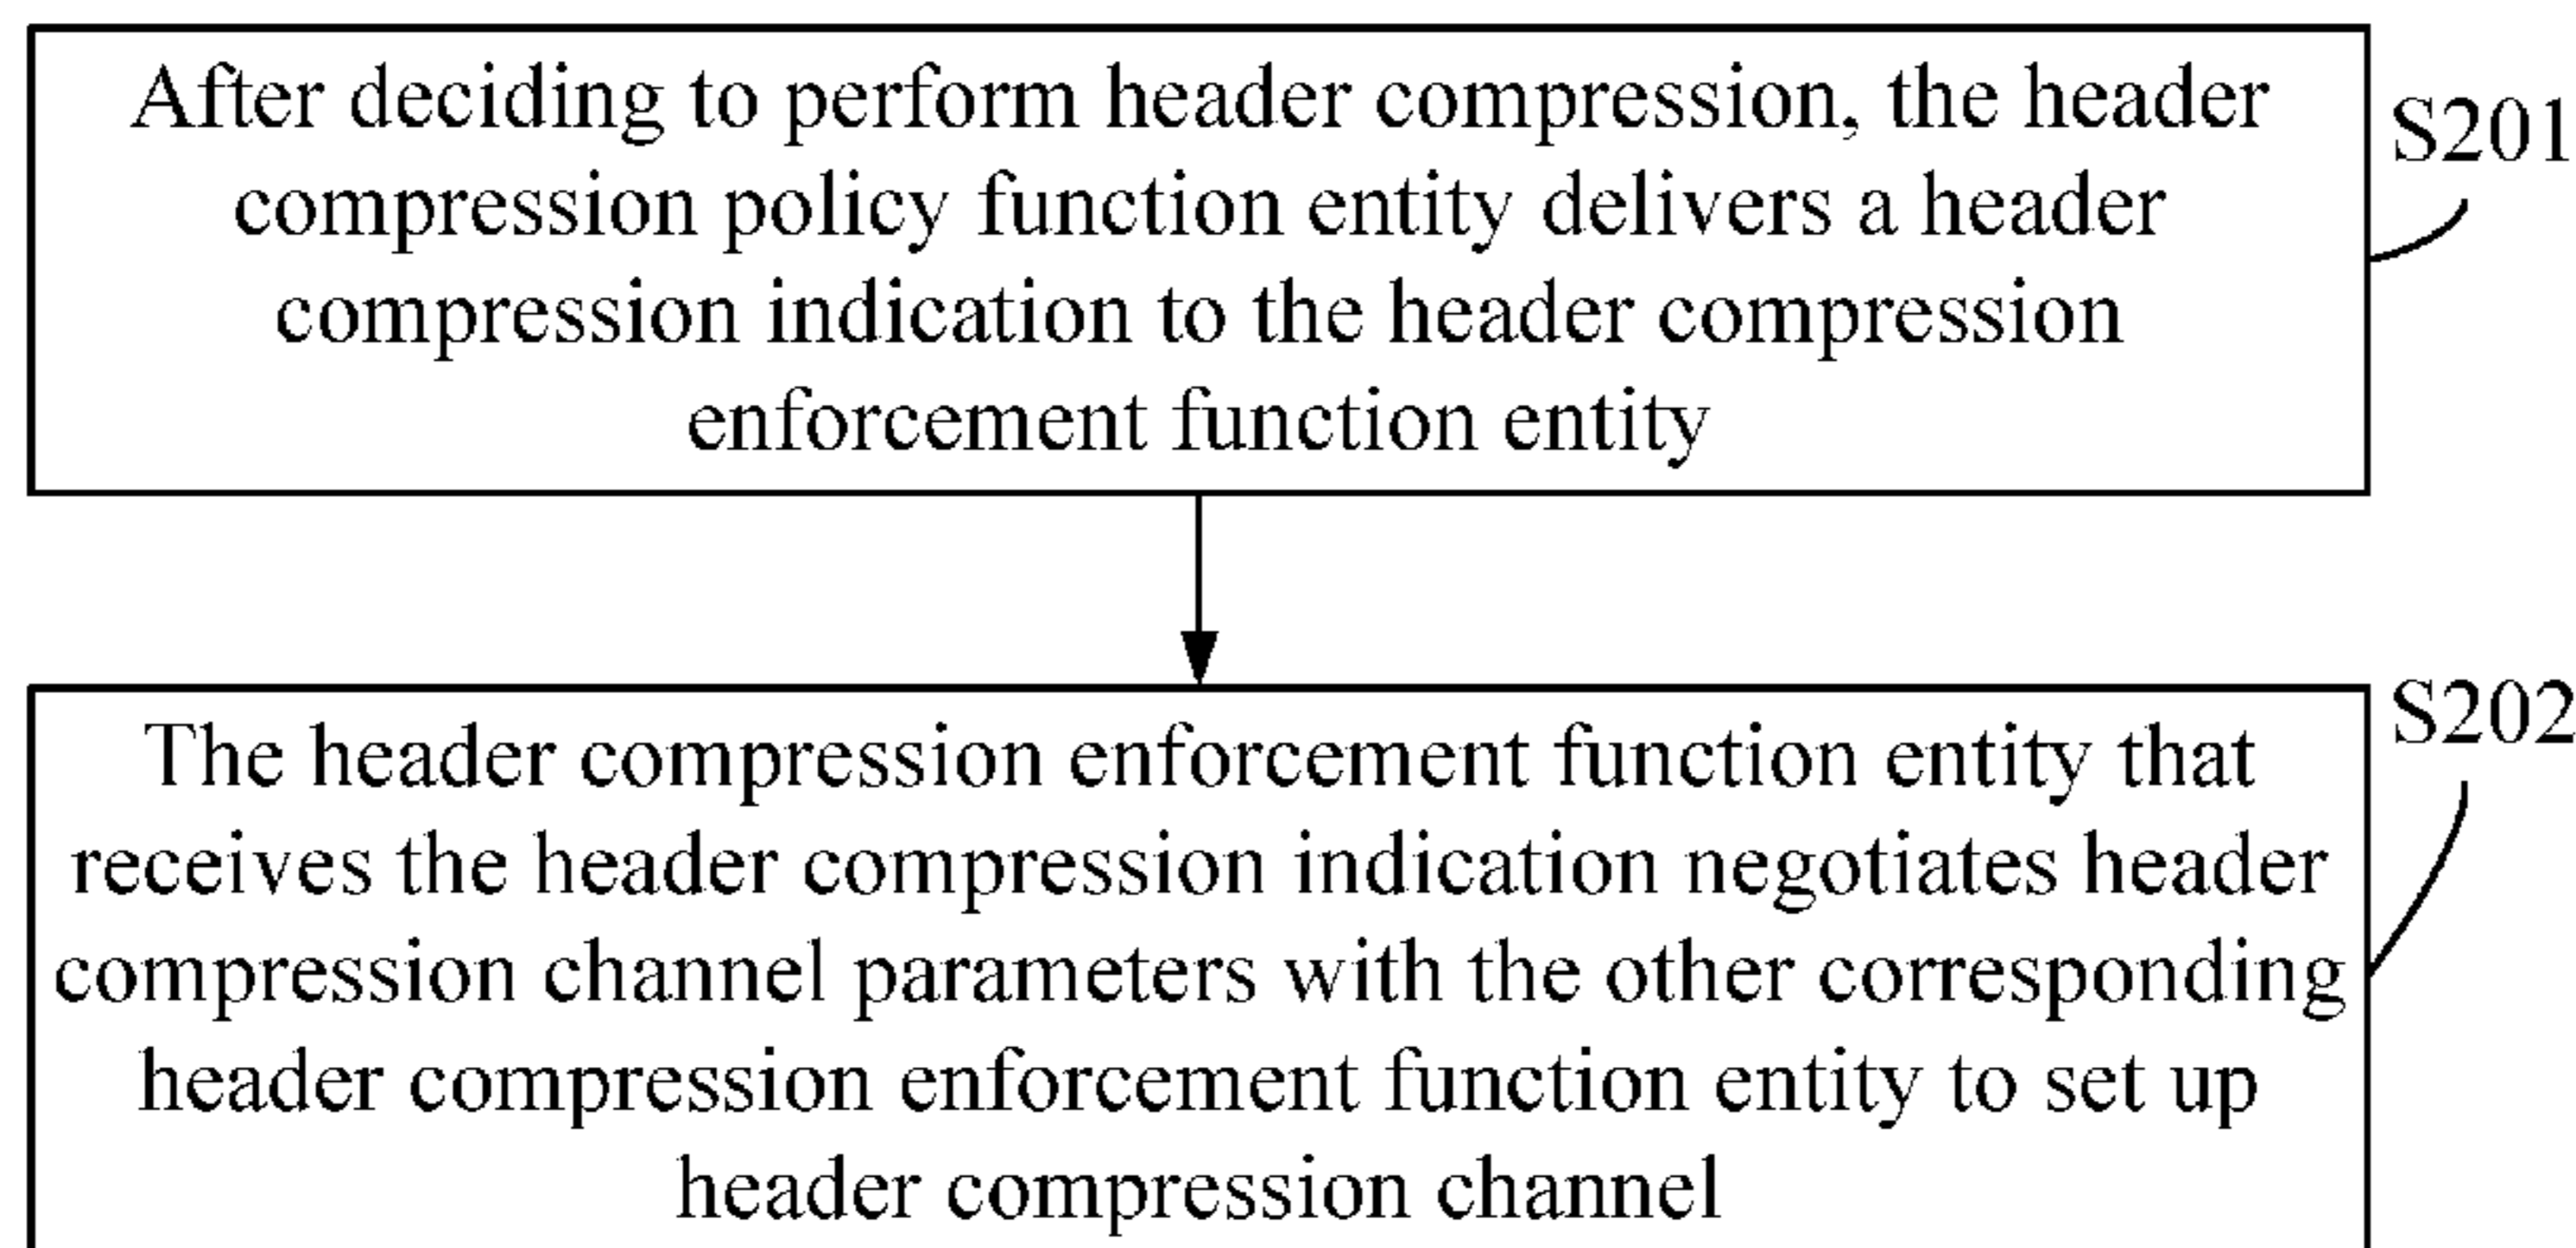 After deciding to perform header compression, the header
compression policy function entity delivers a header
compression indication to the header compression
enforcement function entity
S201
The header compression enforcement function entity that
receives the header compression indication negotiates header
compression channel parameters with the other corresponding
header compression enforcement function entity to set up
header compression channel
S202